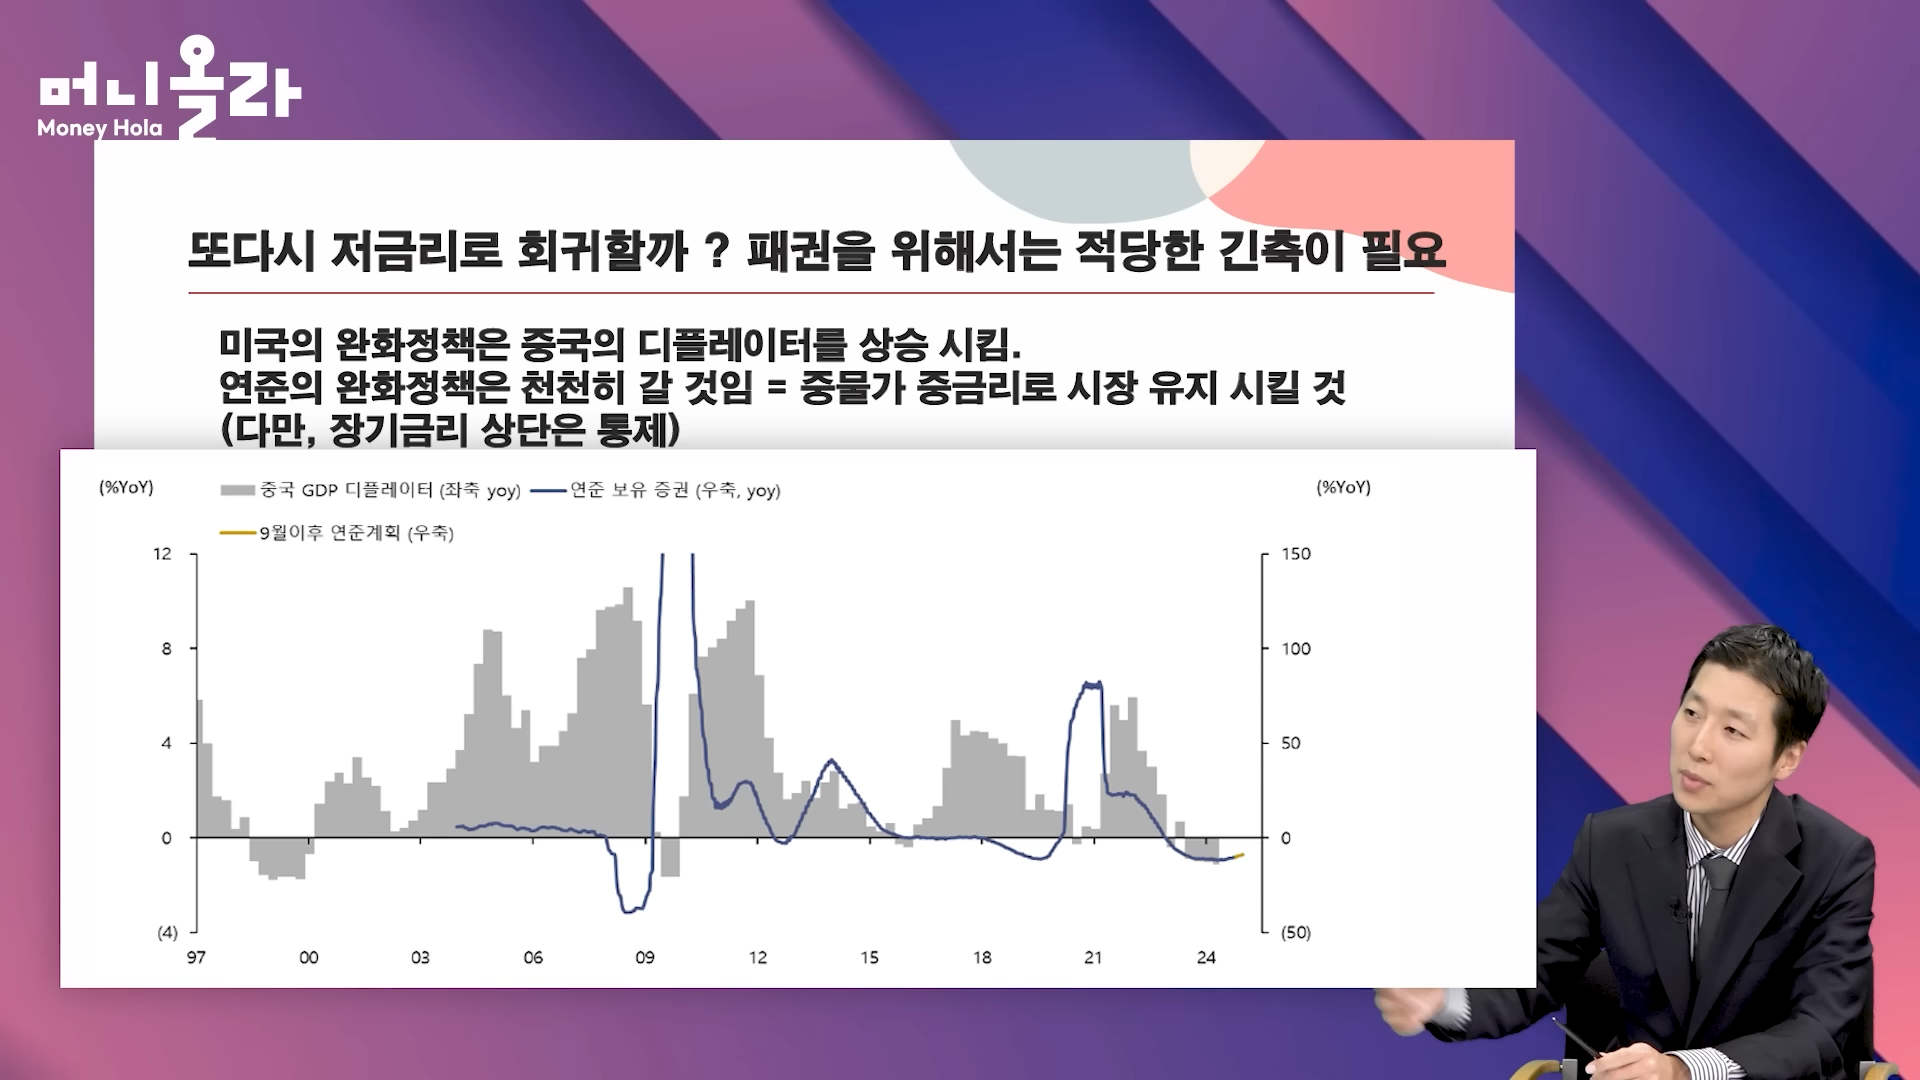 머니올라
Money Hola
또다시 저금리로 회귀할까 ? 패권을 위해서는 적당한 긴축이 필요
미국의 완화정책은 중국의 디플레이터를 상승 시킴.
연준의 완화정책은 천천히 갈 것임 = 중물가 중금리로 시장 유지 시킬 것
(다만, 장기금리 상단은 통제)
(%YoY) 중국 GDP 디플레이터 (좌축 yoy) 연준 보유 증권 (우축, yoy) (%YoY)
9월이후 연준계획 (우축)
12 150
8 100
4 50
0 0
(4) (50)
97 00 03 06 09 12 15 18 21 24